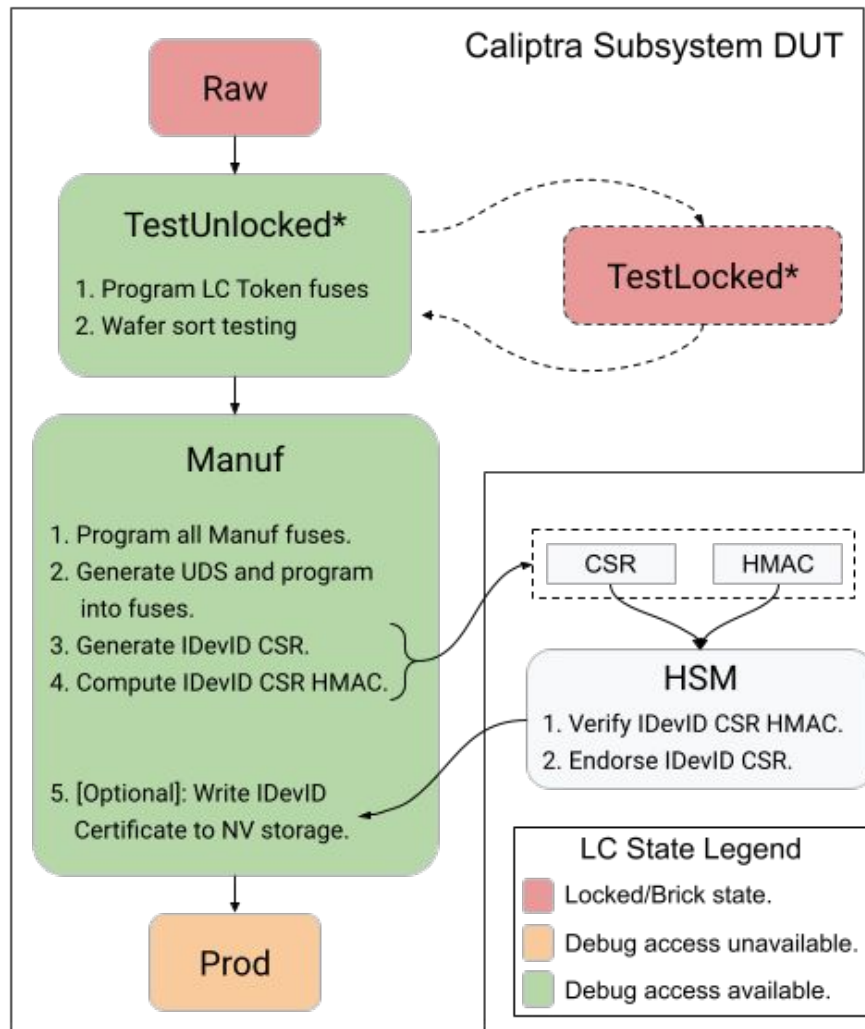 Caliptra Subsystem DUT
Raw
TestUnlocked*
1. Program LC Token fuses
2. Wafer sort testing
TestLocked*
Manuf
1. Program all Manuf fuses.
2. Generate UDS and program
into fuses.
3. Generate IDevID CSR.
4. Compute IDevID CSR HMAC.
5. [Optional]: Write IDevID
Certificate to NV storage.
CSR
HMAC
HSM
1. Verify IDevID CSR HMAC.
2. Endorse IDevID CSR.
Prod
LC State Legend
Locked/Brick state.
Debug access unavailable.
Debug access available.